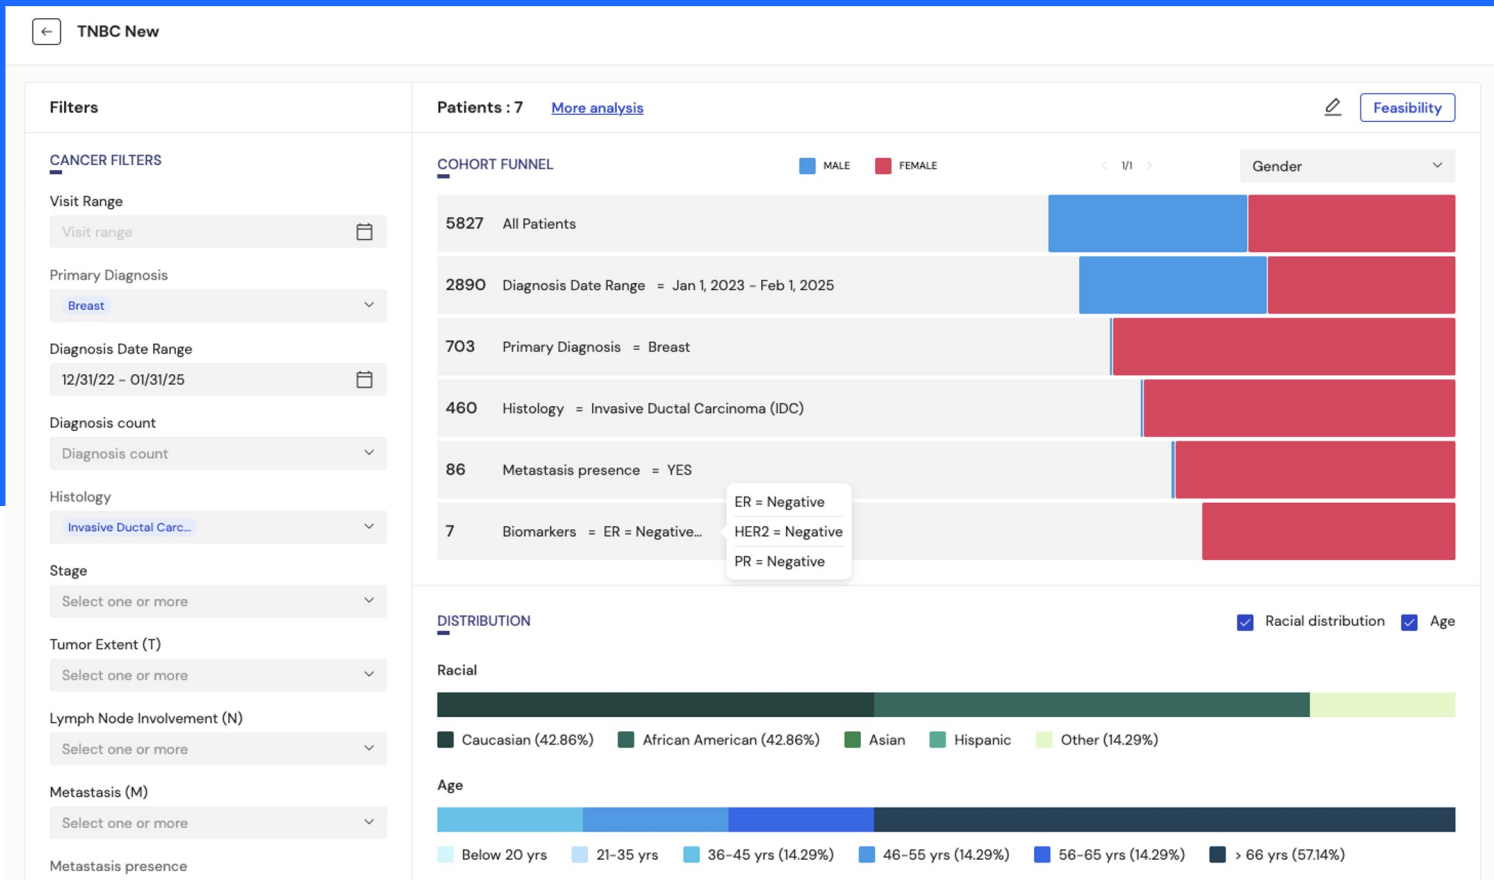 TNBC New
Filters
CANCER FILTERS
Visit Range
Visit range
Primary Diagnosis
Breast
Diagnosis Date Range
12/31/22 - 01/31/25
Diagnosis count
Diagnosis count
Histology
Invasive Ductal Carc...
Stage
Select one or more
Tumor Extent (T)
Select one or more
Lymph Node Involvement (N)
Select one or more
Metastasis (M)
Select one or more
Metastasis presence
Patients : 7 More analysis Feasibility
COHORT FUNNEL MALE FEMALE 1/1 Gender
5827 All Patients
2890 Diagnosis Date Range = Jan 1, 2023 - Feb 1, 2025
703 Primary Diagnosis = Breast
460 Histology = Invasive Ductal Carcinoma (IDC)
86 Metastasis presence = YES
7 Biomarkers = ER = Negative...
ER = Negative
HER2 = Negative
PR = Negative
DISTRIBUTION Racial distribution Age
Racial
Caucasian (42.86%) African American (42.86%) Asian Hispanic Other (14.29%)
Age
Below 20 yrs 21-35 yrs 36-45 yrs (14.29%) 46-55 yrs (14.29%) 56-65 yrs (14.29%) > 66 yrs (57.14%)